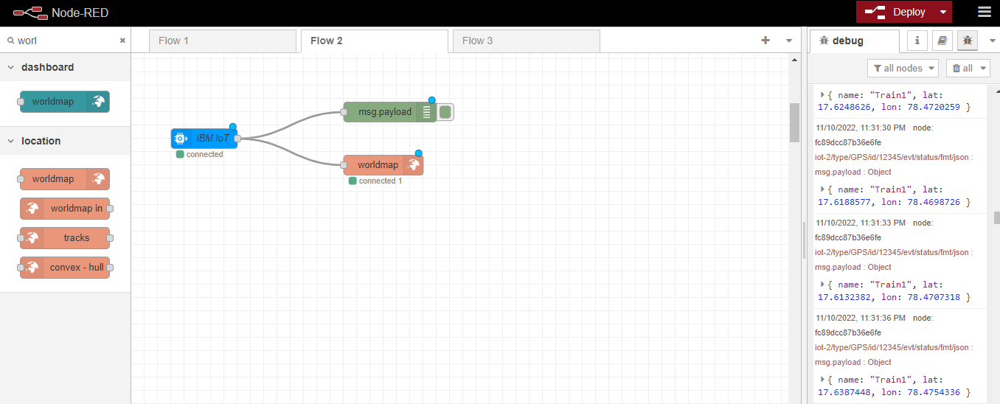 Node-RED
Deploy
worl
Flow 1
Flow 2
Flow 3
debug
i
all nodes
all
dashboard
worldmap
location
worldmap
worldmap in
tracks
convex - hull
IBM IoT
connected
msg.payload
worldmap
connected 1
{ name: "Train1", lat:
17.6248626, lon: 78.4720259 }
11/10/2022, 11:31:30 PM node:
fc89dcc87b36e6fe
iot-2/type/GPS/id/12345/evt/status/fmt/json :
msg.payload : Object
{ name: "Train1", lat:
17.6188577, lon: 78.4698726 }
11/10/2022, 11:31:33 PM node:
fc89dcc87b36e6fe
iot-2/type/GPS/id/12345/evt/status/fmt/json :
msg.payload : Object
{ name: "Train1", lat:
17.6132382, lon: 78.4707318 }
11/10/2022, 11:31:36 PM node:
fc89dcc87b36e6fe
iot-2/type/GPS/id/12345/evt/status/fmt/json :
msg.payload : Object
{ name: "Train1", lat:
17.6387448, lon: 78.4754336 }